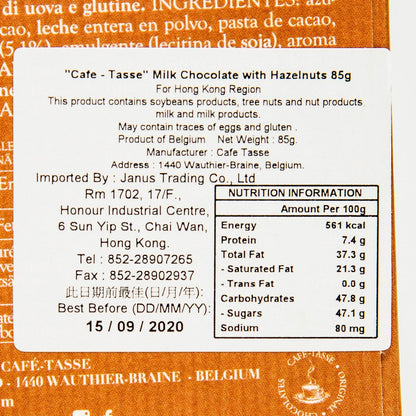 di uova e glutine. INGREDIENTES:
cao, leche entera en polvo, pasta de cacao,
(5,1%), emulgente (lecitina de soja), aroma
"Cafe - Tasse" Milk Chocolate with Hazelnuts 85g
For Hong Kong Region
This product contains soybeans products, tree nuts and nut products
milk and milk products.
May contain traces of eggs and gluten .
Product of Belgium Net Weight : 85g.
Manufacturer : Cafe Tasse
Address : 1440 Wauthier-Braine, Belgium.
Imported By : Janus Trading Co., Ltd
Rm 1702, 17/F.,
Honour Industrial Centre,
6 Sun Yip St., Chai Wan,
Hong Kong.
Tel : 852-28907265
Fax : 852-28902937
此日期前最佳(日/月/年):
Best Before (DD/MM/YY):
15 / 09 / 2020
NUTRITION INFORMATION
Amount Per 100g
Energy 561 kcal
Protein 7.4 g
Total Fat 37.3 g
- Saturated Fat 21.3 g
- Trans Fat 0.0 g
Carbohydrates 47.8 g
- Sugars 47.1 g
Sodium 80 mg
CAFÉ-TASSE
- 1440 WAUTHIER-BRAINE - BELGIUM
CAFÉ-TASSE
ORIGINAL
CHOCOLATES